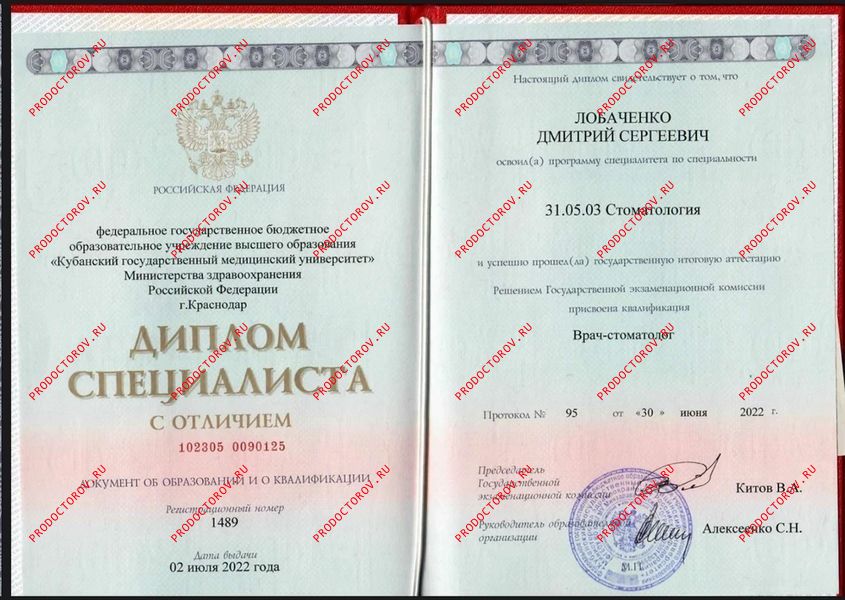 РОССИЙСКАЯ ФЕДЕРАЦИЯ
федеральное государственное бюджетное
образовательное учреждение высшего образования
«Кубанский государственный медицинский университет»
Министерства здравоохранения
Российской Федерации
г.Краснодар
ДИПЛОМ
СПЕЦИАЛИСТА
С ОТЛИЧИЕМ
102305 0090125
ДОКУМЕНТ ОБ ОБРАЗОВАНИИ И О КВАЛИФИКАЦИИ
Регистрационный номер
1489
Дата выдачи
02 июля 2022 года
Настоящий диплом свидетельствует о том, что
ЛОБАЧЕНКО
ДМИТРИЙ СЕРГЕЕВИЧ
освоил(а) программу специалитета по специальности
31.05.03 Стоматология
и успешно прошел(ла) государственную итоговую аттестацию
Решением Государственной экзаменационной комиссии
присвоена квалификация
Врач-стоматолог
Протокол № 95 от «30 » июня 2022 г.
Председатель
Государственной
экзаменационной комиссии
Китов В.А.
Руководитель образовательной
организации
Алексеенко С.Н.
М.П.
PRODOCTOROV.RU